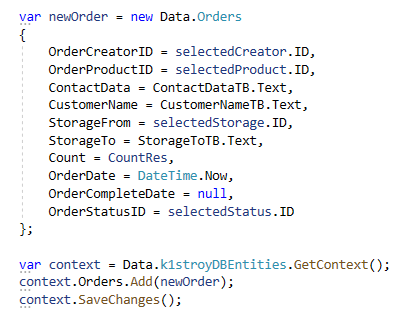 var newOrder = new Data.Orders
{
    OrderCreatorID = selectedCreator.ID,
    OrderProductID = selectedProduct.ID,
    ContactData = ContactDataTB.Text,
    CustomerName = CustomerNameTB.Text,
    StorageFrom = selectedStorage.ID,
    StorageTo = StorageToTB.Text,
    Count = CountRes,
    OrderDate = DateTime.Now,
    OrderCompleteDate = null,
    OrderStatusID = selectedStatus.ID
};
var context = Data.k1stroyDBEntities.GetContext();
context.Orders.Add(newOrder);
context.SaveChanges();